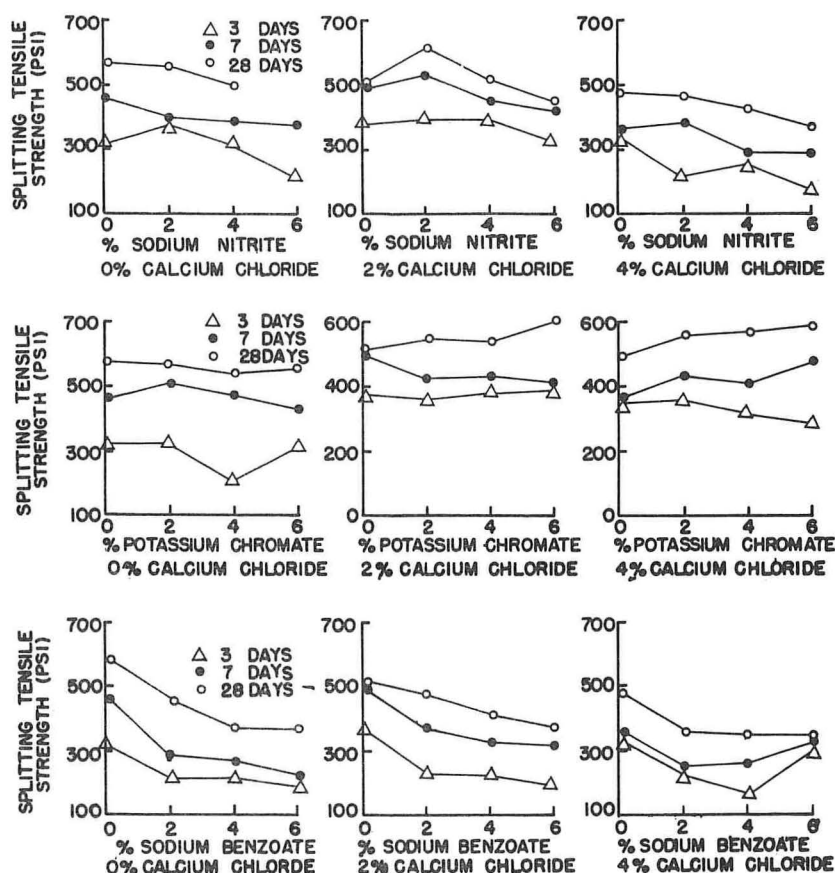 SPLITTING TENSILE
STRENGTH (PSI)
700
500
300
100
△ 3 DAYS
● 7 DAYS
○ 28 DAYS
0 2 4 6
% SODIUM NITRITE
0% CALCIUM CHLORIDE
700
500
300
100
0 2 4 6
% SODIUM NITRITE
2% CALCIUM CHLORIDE
700
500
300
100
0 2 4 6
% SODIUM NITRITE
4% CALCIUM CHLORIDE
SPLITTING TENSILE
STRENGTH (PSI)
700
500
300
100
△ 3 DAYS
● 7 DAYS
○ 28DAYS
0 2 4 6
% POTASSIUM CHROMATE
0% CALCIUM CHLORIDE
600
400
200
0
0 2 4 6
% POTASSIUM CHROMATE
2% CALCIUM CHLORIDE
600
400
200
0
0 2 4 6
% POTASSIUM CHROMATE
4% CALCIUM CHLORIDE
SPLITTING TENSILE
STRENGTH (PSI)
700
500
300
100
△ 3 DAYS
● 7 DAYS
○ 28 DAYS
0 2 4 6
% SODIUM BENZOATE
0% CALCIUM CHLORDE
700
500
300
100
0 2 4 6
% SODIUM BENZOATE
2% CALCIUM CHLORIDE
700
500
300
100
0 2 4 6
% SODIUM BENZOATE
4% CALCIUM CHLORIDE